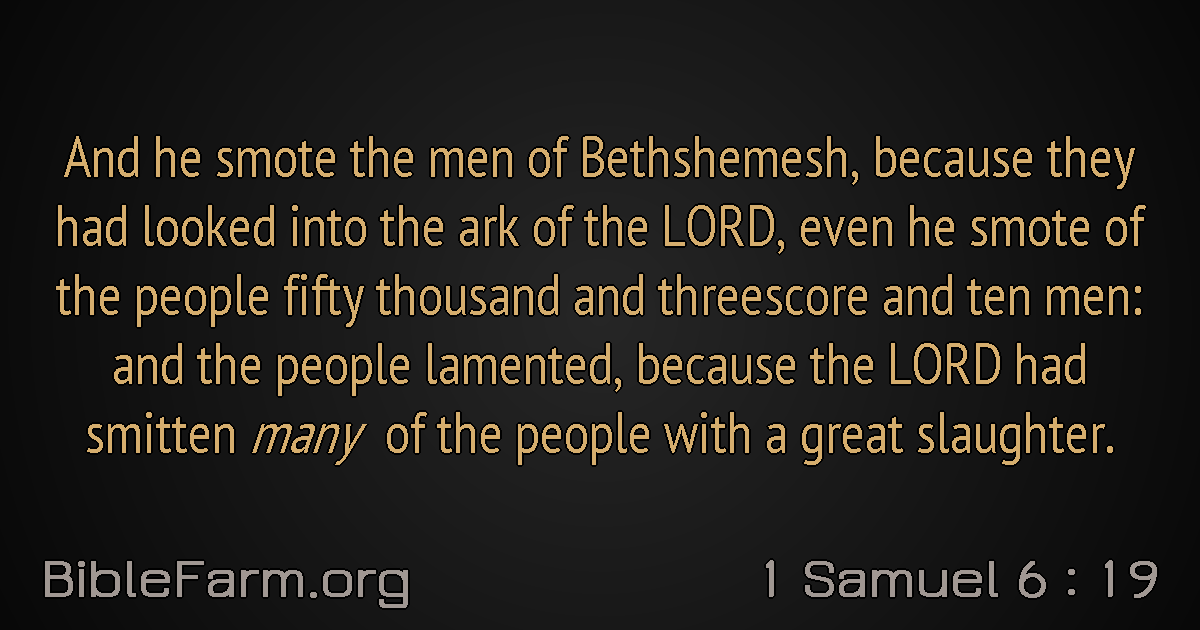 And he smote the men of Bethshemesh, because they
had looked into the ark of the LORD, even he smote of
the people fifty thousand and threescore and ten men:
and the people lamented, because the LORD had
smitten many of the people with a great slaughter.
BibleFarm.org
1 Samuel 6 : 19